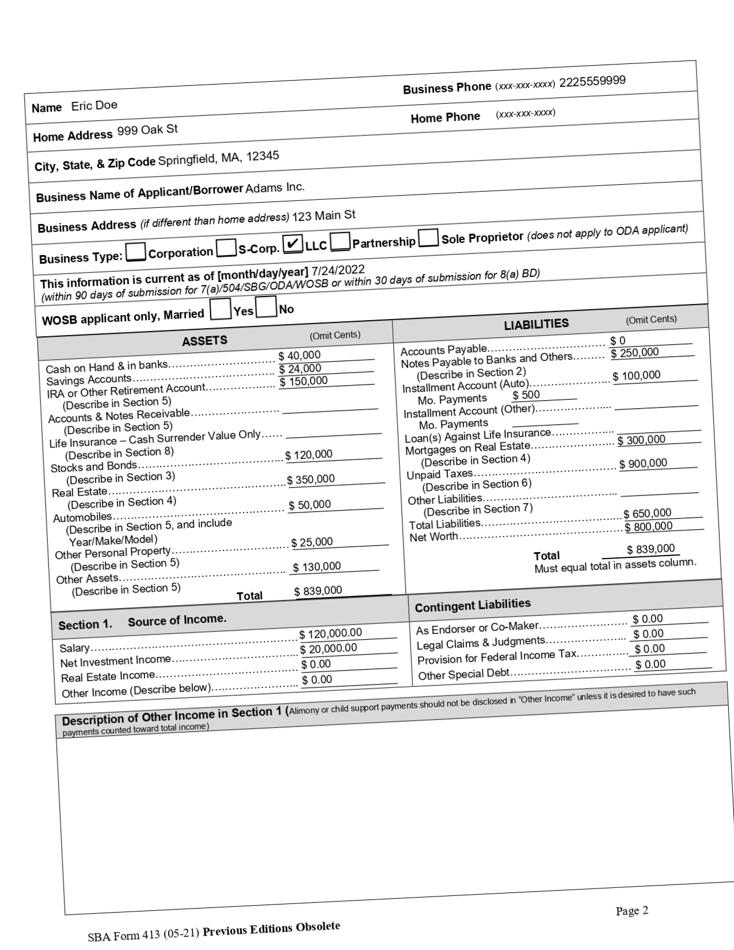 Name Eric Doe Business Phone (xxx-xxx-xxxx) 2225559999
Home Address 999 Oak St Home Phone (xxx-xxx-xxxx)
City, State, & Zip Code Springfield, MA, 12345
Business Name of Applicant/Borrower Adams Inc.
Business Address (if different than home address) 123 Main St
Business Type: ☐ Corporation ☐ S-Corp. ✔ LLC ☐ Partnership ☐ Sole Proprietor (does not apply to ODA applicant)
This information is current as of [month/day/year] 7/24/2022
(within 90 days of submission for 7(a)/504/SBG/ODA/WOSB or within 30 days of submission for 8(a) BD)
WOSB applicant only, Married ☐ Yes ☐ No
ASSETS (Omit Cents)
Cash on Hand & in banks........................... $ 40,000
Savings Accounts................................... $ 24,000
IRA or Other Retirement Account................. $ 150,000
(Describe in Section 5)
Accounts & Notes Receivable.....................
(Describe in Section 5)
Life Insurance – Cash Surrender Value Only......
(Describe in Section 8)
Stocks and Bonds................................... $ 120,000
(Describe in Section 3)
Real Estate........................................... $ 350,000
(Describe in Section 4)
Automobiles......................................... $ 50,000
(Describe in Section 5, and include
Year/Make/Model)
Other Personal Property........................... $ 25,000
(Describe in Section 5)
Other Assets......................................... $ 130,000
(Describe in Section 5)
Total $ 839,000
LIABILITIES (Omit Cents)
Accounts Payable................................... $ 0
Notes Payable to Banks and Others........ $ 250,000
(Describe in Section 2)
Installment Account (Auto)..................... $ 100,000
Mo. Payments $ 500
Installment Account (Other)....................
Mo. Payments
Loan(s) Against Life Insurance................
Mortgages on Real Estate....................... $ 300,000
(Describe in Section 4)
Unpaid Taxes....................................... $ 900,000
(Describe in Section 6)
Other Liabilities....................................
(Describe in Section 7)
Total Liabilities..................................... $ 650,000
Net Worth............................................ $ 800,000
Total $ 839,000
Must equal total in assets column.
Section 1. Source of Income.
Salary.................................................. $ 120,000.00
Net Investment Income............................ $ 20,000.00
Real Estate Income................................. $ 0.00
Other Income (Describe below).................. $ 0.00
Contingent Liabilities
As Endorser or Co-Maker........................ $ 0.00
Legal Claims & Judgments...................... $ 0.00
Provision for Federal Income Tax.............. $ 0.00
Other Special Debt................................ $ 0.00
Description of Other Income in Section 1 (Alimony or child support payments should not be disclosed in "Other Income" unless it is desired to have such
payments counted toward total income)
SBA Form 413 (05-21) Previous Editions Obsolete Page 2